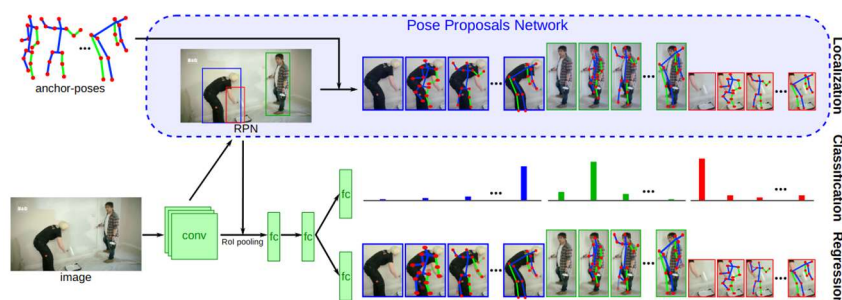 Pose Proposals Network
Localization
anchor-poses
...
...
...
...
RPN
Classification
fc
...
...
...
conv
RoI pooling
fc
fc
image
fc
...
...
...
Regression